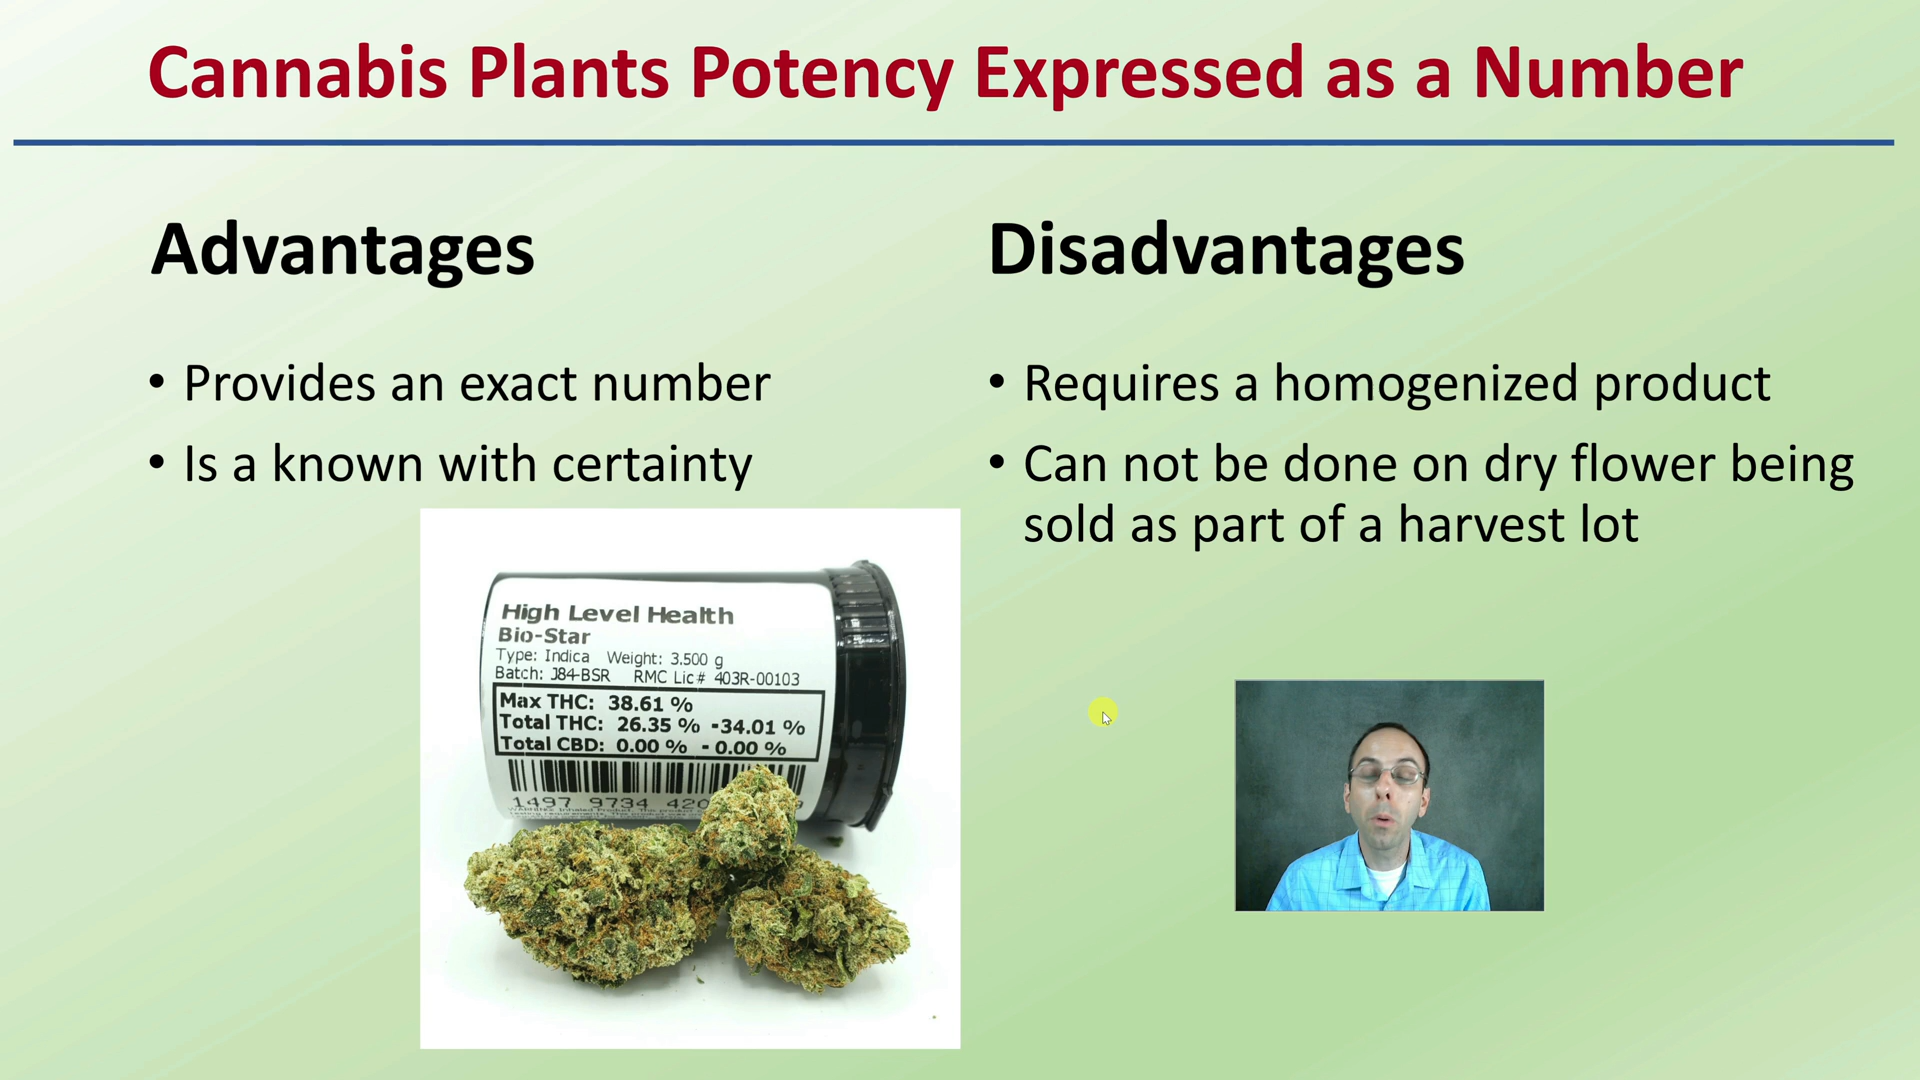 Cannabis Plants Potency Expressed as a Number
Advantages
• Provides an exact number
• Is a known with certainty
Disadvantages
• Requires a homogenized product
• Can not be done on dry flower being
sold as part of a harvest lot
High Level Health
Bio-Star
Type: Indica Weight: 3.500 g
Batch: J84-BSR RMC Lic# 403R-00103
Max THC: 38.61 %
Total THC: 26.35 % -34.01 %
Total CBD: 0.00 % - 0.00 %
1497 9734 420